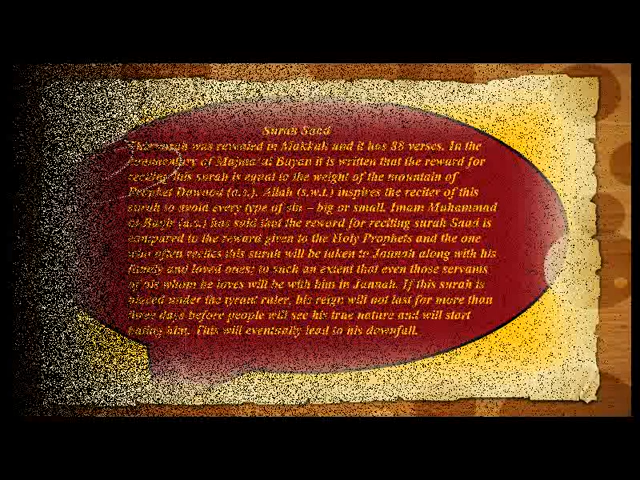 Surah Saad
This surah was revealed in Makkah and it has 88 verses. In the
commentary of Majma'ul Bayan it is written that the reward for
reciting this surah is equal to the weight of the mountain of
Prophet Dawood (a.s.). Allah (s.w.t.) inspires the reciter of this
surah to avoid every type of sin – big or small. Imam Muhammad
al-Baqir (a.s.) has said that the reward for reciting surah Saad is
compared to the reward given to the Holy Prophets and the one
who often recites this surah will be taken to Jannah along with his
family and loved ones; to such an extent that even those servants
of his whom he loves will be with him in Jannah. If this surah is
placed under the tyrant ruler, his reign will not last for more than
three days before people will see his true nature and will start
hating him. This will eventually lead to his downfall.